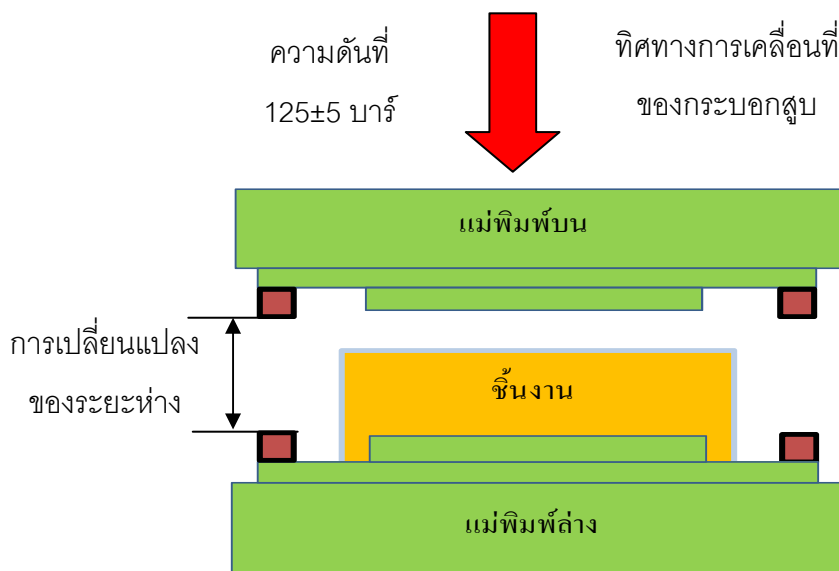 ความดันที่
125±5 บาร์
ทิศทางการเคลื่อนที่
ของกระบอกสูบ
แม่พิมพ์บน
การเปลี่ยนแปลง
ของระยะห่าง
ชิ้นงาน
แม่พิมพ์ล่าง